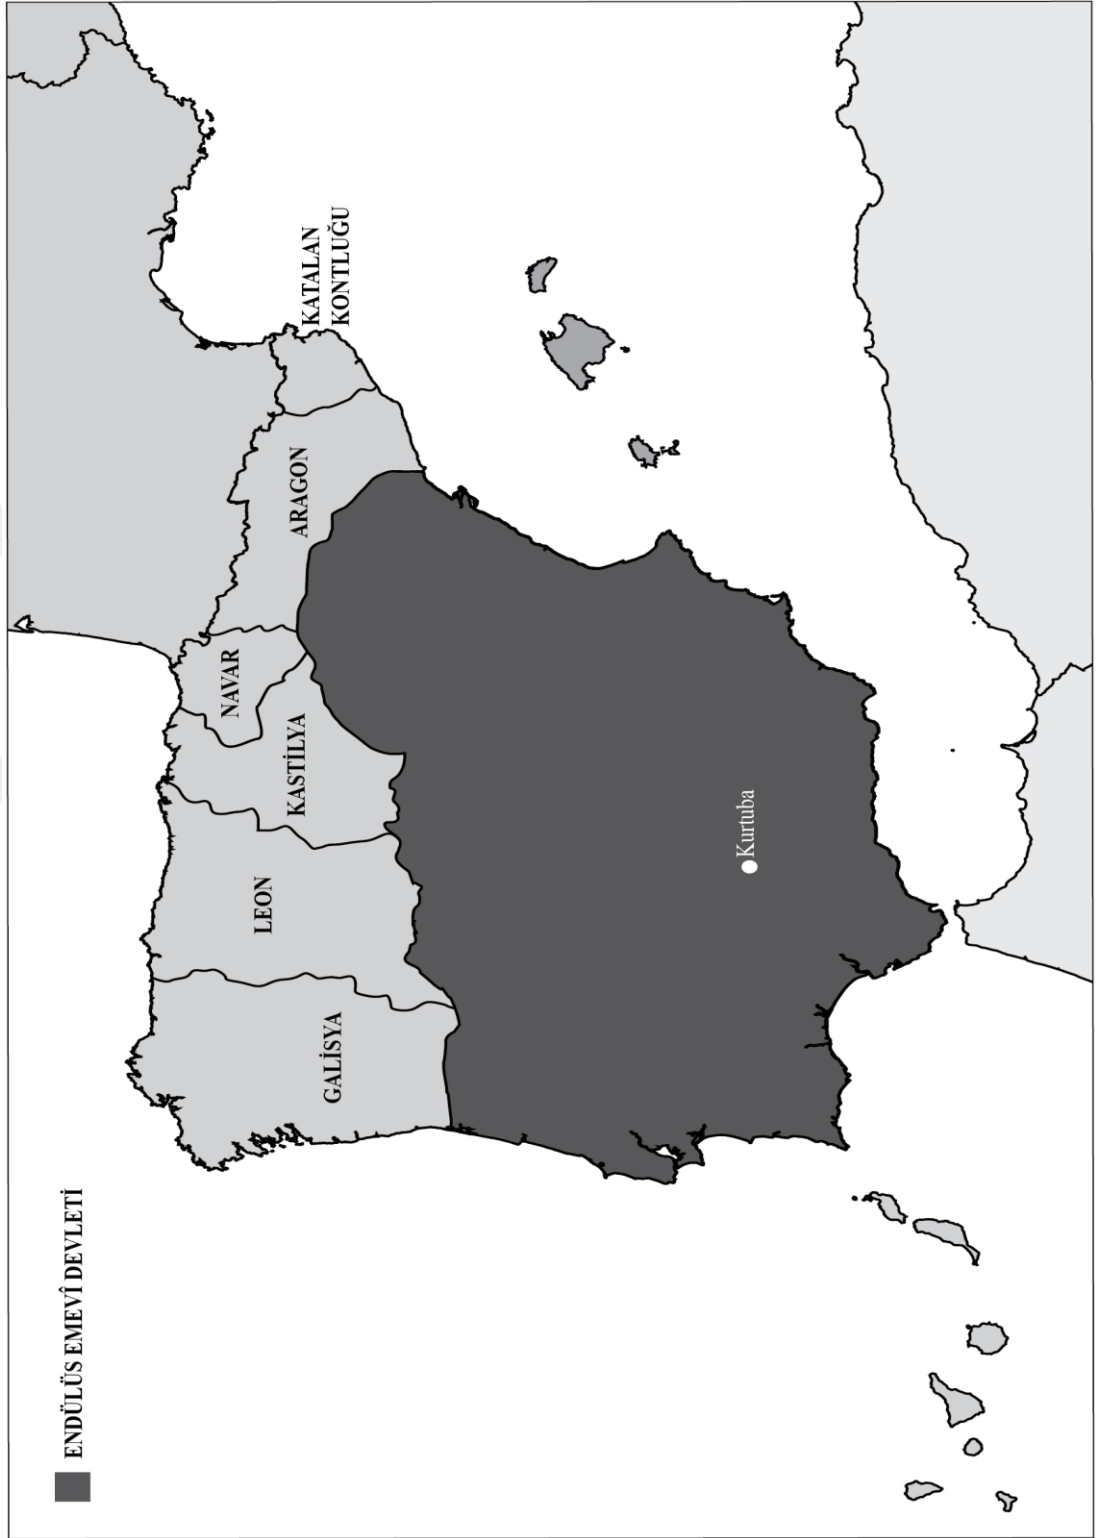 ENDÜLÜS EMEVÎ DEVLETİ
GALİSYA
LEON
KASTİLYA
NAVAR
ARAGON
KATALAN
KONTLUĞU
Kurtuba